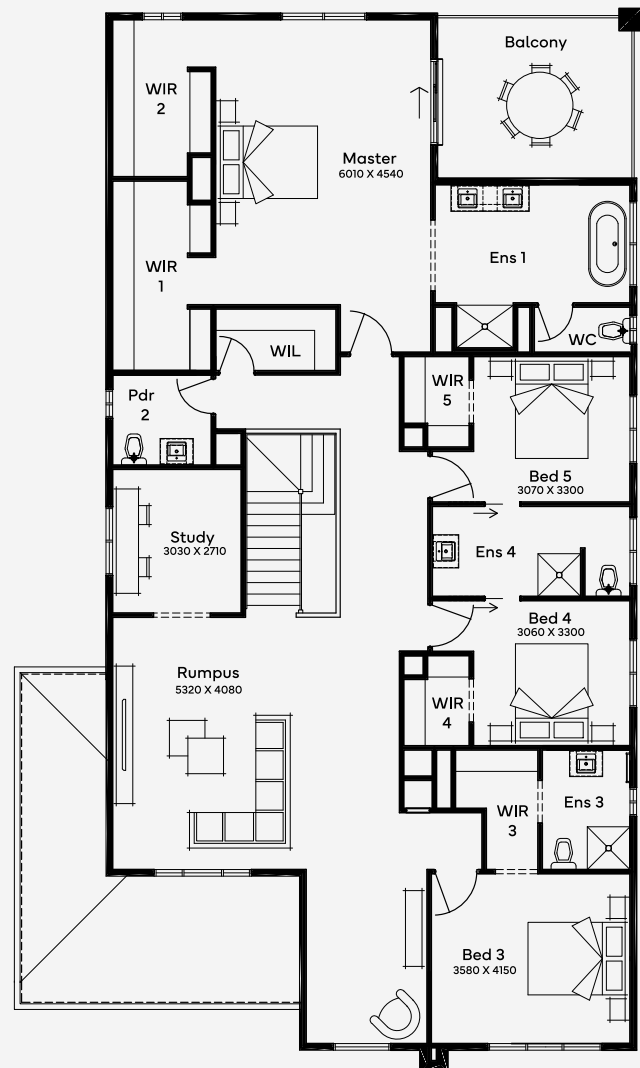 Balcony
WIR
2
Master
6010 X 4540
Ens 1
WIR
1
WC
WIL
WIR
5
Pdr
2
Bed 5
3070 X 3300
Study
3030 X 2710
Ens 4
Bed 4
3060 X 3300
Rumpus
5320 X 4080
WIR
4
WIR
3
Ens 3
Bed 3
3580 X 4150